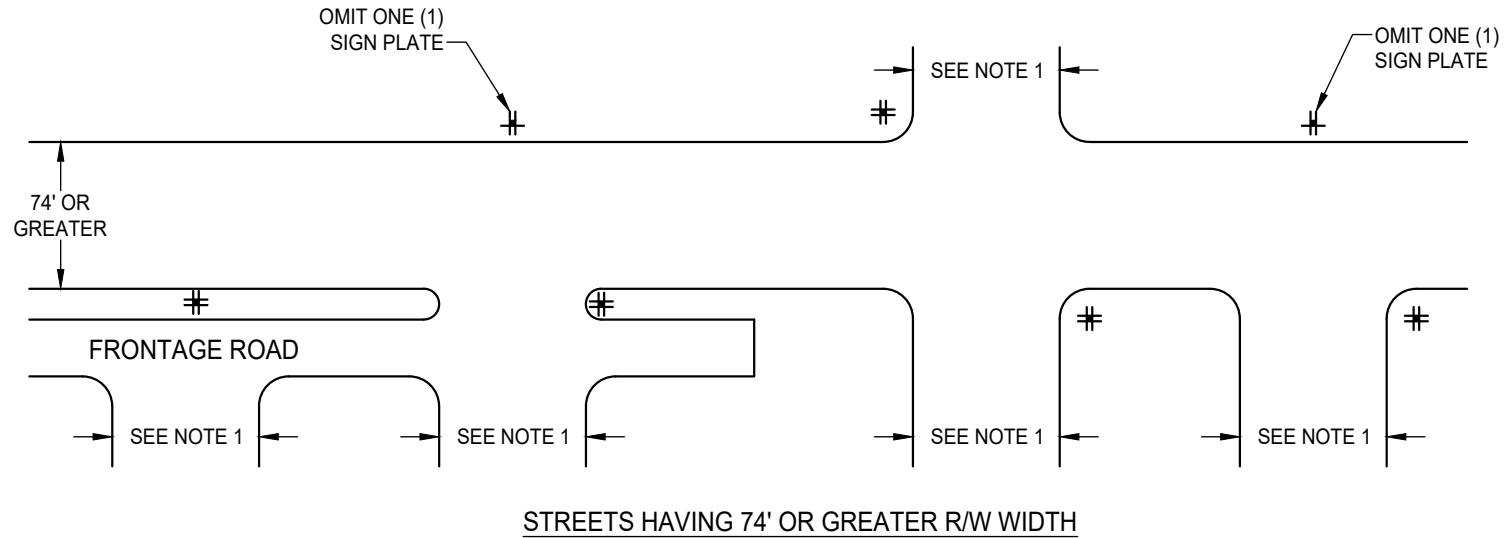 OMIT ONE (1)
SIGN PLATE
OMIT ONE (1)
SIGN PLATE
SEE NOTE 1
74' OR
GREATER
FRONTAGE ROAD
SEE NOTE 1
SEE NOTE 1
SEE NOTE 1
SEE NOTE 1
STREETS HAVING 74' OR GREATER R/W WIDTH